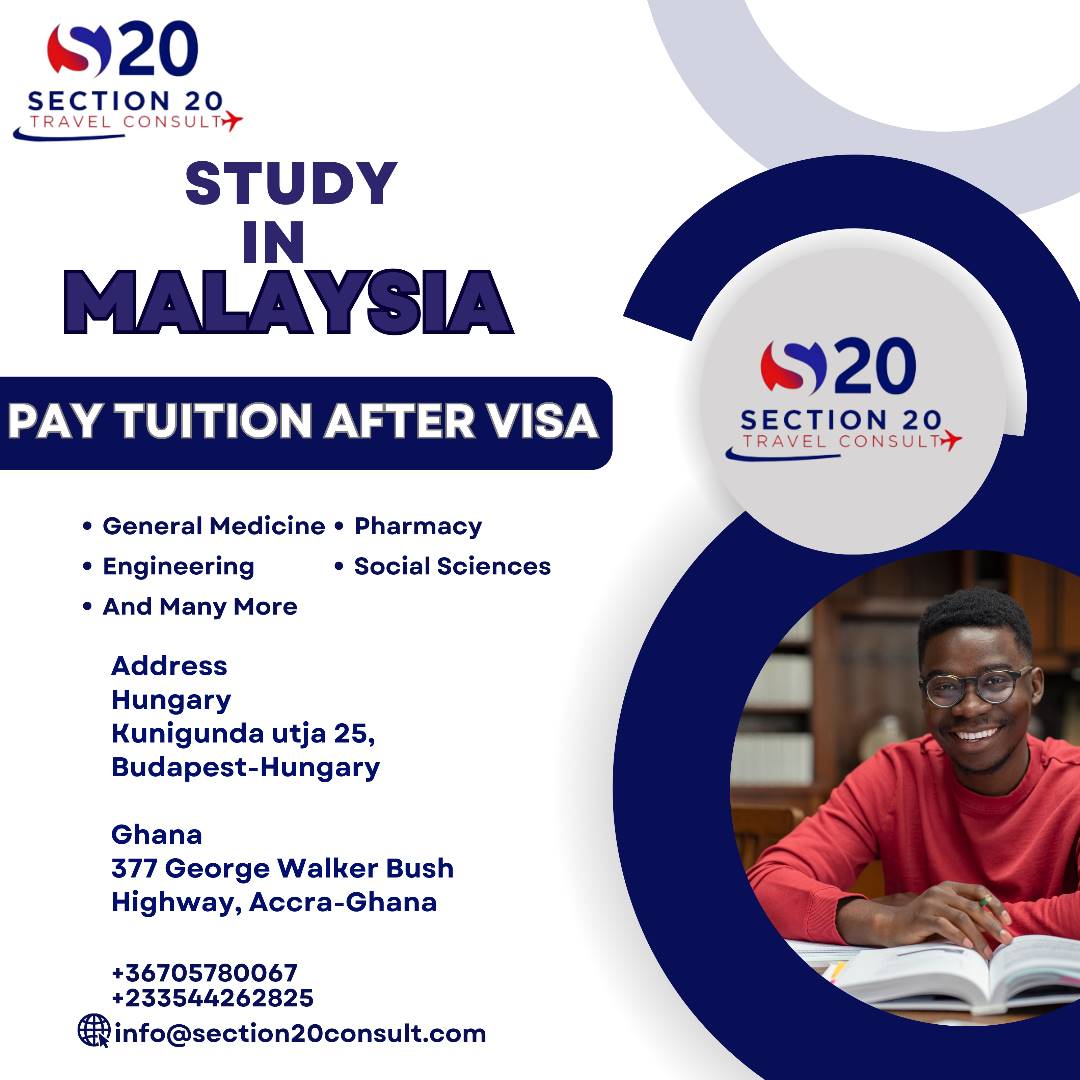 S20
SECTION 20
TRAVEL CONSULT
STUDY
IN
MALAYSIA
PAY TUITION AFTER VISA
S20
SECTION 20
TRAVEL CONSULT
• General Medicine • Pharmacy
• Engineering • Social Sciences
• And Many More
Address
Hungary
Kunigunda utja 25,
Budapest-Hungary
Ghana
377 George Walker Bush
Highway, Accra-Ghana
+36705780067
+233544262825
info@section20consult.com